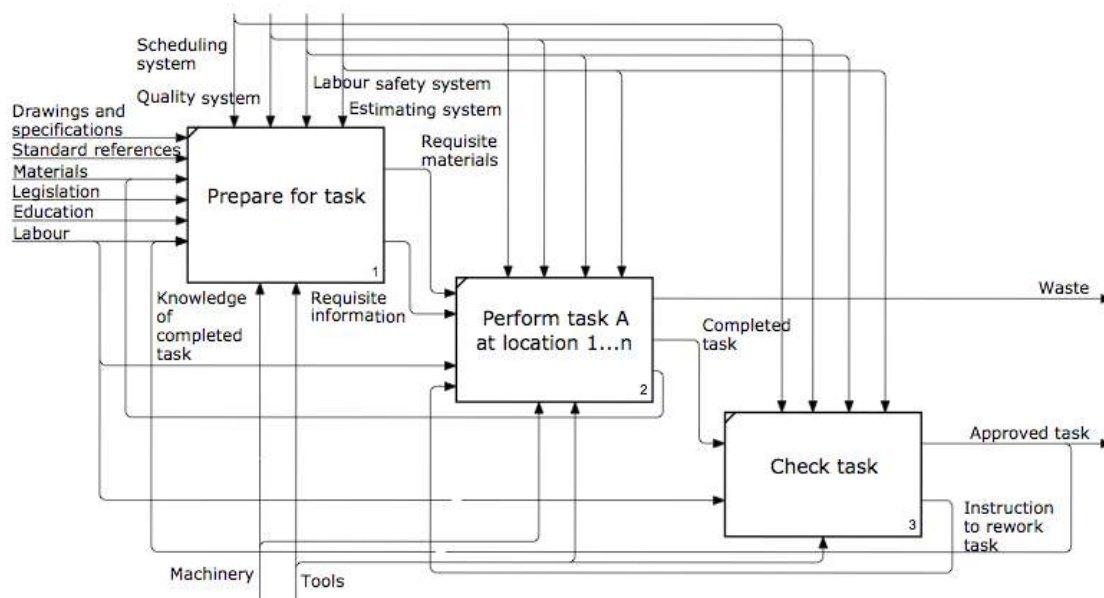 Scheduling
system
Labour safety system
Quality system
Estimating system
Drawings and
specifications
Standard references
Materials
Legislation
Education
Labour
Requisite
materials
Prepare for task
1
Knowledge
of
completed
task
Requisite
information
Perform task A
at location 1...n
2
Completed
task
Waste
Approved task
Check task
3
Instruction
to rework
task
Machinery
Tools